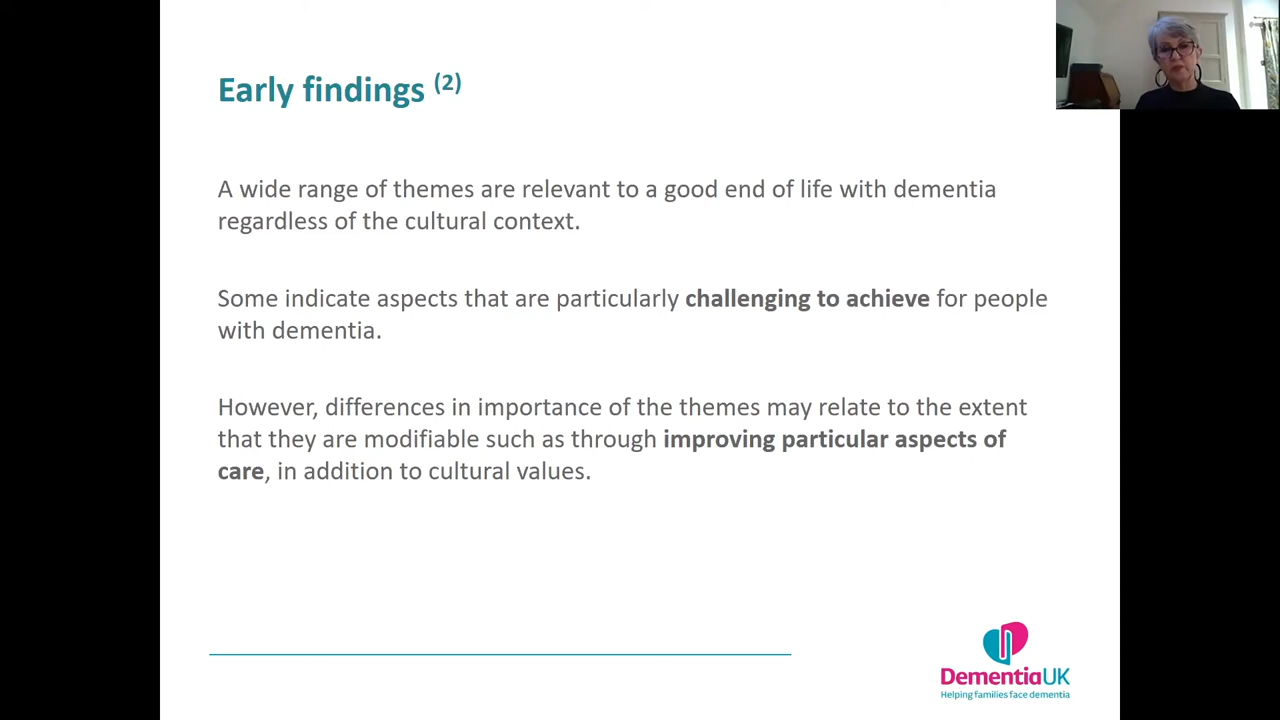 Early findings (2)
A wide range of themes are relevant to a good end of life with dementia
regardless of the cultural context.
Some indicate aspects that are particularly challenging to achieve for people
with dementia.
However, differences in importance of the themes may relate to the extent
that they are modifiable such as through improving particular aspects of
care, in addition to cultural values.
DementiaUK
Helping families face dementia